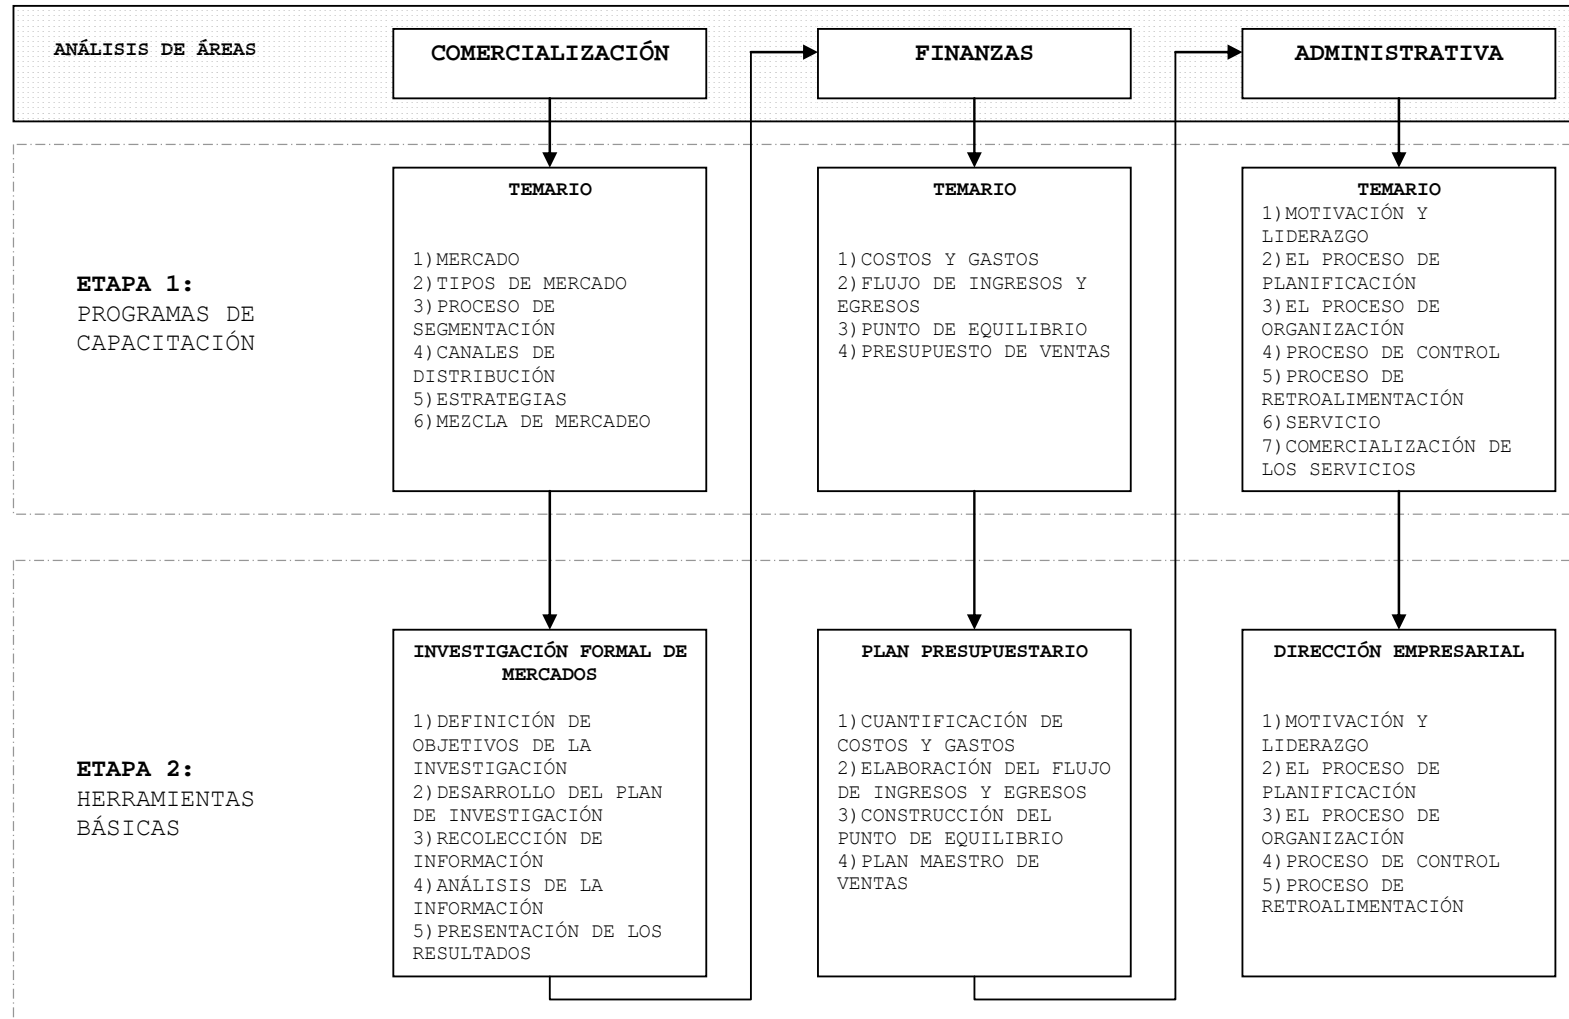 ANÁLISIS DE ÁREAS
COMERCIALIZACIÓN
FINANZAS
ADMINISTRATIVA
ETAPA 1:
PROGRAMAS DE
CAPACITACIÓN
TEMARIO
1)MERCADO
2)TIPOS DE MERCADO
3)PROCESO DE
SEGMENTACIÓN
4)CANALES DE
DISTRIBUCIÓN
5)ESTRATEGIAS
6)MEZCLA DE MERCADEO
TEMARIO
1)COSTOS Y GASTOS
2)FLUJO DE INGRESOS Y
EGRESOS
3)PUNTO DE EQUILIBRIO
4)PRESUPUESTO DE VENTAS
TEMARIO
1)MOTIVACIÓN Y
LIDERAZGO
2)EL PROCESO DE
PLANIFICACIÓN
3)EL PROCESO DE
ORGANIZACIÓN
4)PROCESO DE CONTROL
5)PROCESO DE
RETROALIMENTACIÓN
6)SERVICIO
7)COMERCIALIZACIÓN DE
LOS SERVICIOS
ETAPA 2:
HERRAMIENTAS
BÁSICAS
INVESTIGACIÓN FORMAL DE
MERCADOS
1)DEFINICIÓN DE
OBJETIVOS DE LA
INVESTIGACIÓN
2)DESARROLLO DEL PLAN
DE INVESTIGACIÓN
3)RECOLECCIÓN DE
INFORMACIÓN
4)ANÁLISIS DE LA
INFORMACIÓN
5)PRESENTACIÓN DE LOS
RESULTADOS
PLAN PRESUPUESTARIO
1)CUANTIFICACIÓN DE
COSTOS Y GASTOS
2)ELABORACIÓN DEL FLUJO
DE INGRESOS Y EGRESOS
3)CONSTRUCCIÓN DEL
PUNTO DE EQUILIBRIO
4)PLAN MAESTRO DE
VENTAS
DIRECCIÓN EMPRESARIAL
1)MOTIVACIÓN Y
LIDERAZGO
2)EL PROCESO DE
PLANIFICACIÓN
3)EL PROCESO DE
ORGANIZACIÓN
4)PROCESO DE CONTROL
5)PROCESO DE
RETROALIMENTACIÓN